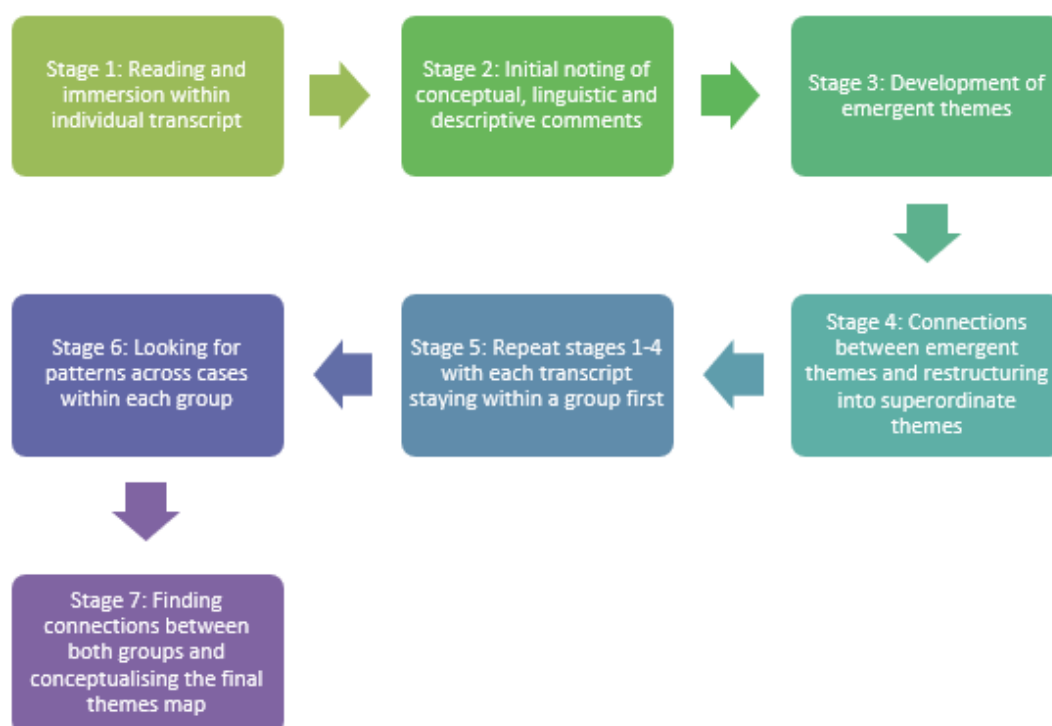 Stage 1: Reading and
immersion within
individual transcript
Stage 2: Initial noting of
conceptual, linguistic and
descriptive comments
Stage 3: Development of
emergent themes
Stage 4: Connections
between emergent
themes and restructuring
into superordinate
themes
Stage 5: Repeat stages 1-4
with each transcript
staying within a group first
Stage 6: Looking for
patterns across cases
within each group
Stage 7: Finding
connections between
both groups and
conceptualising the final
themes map